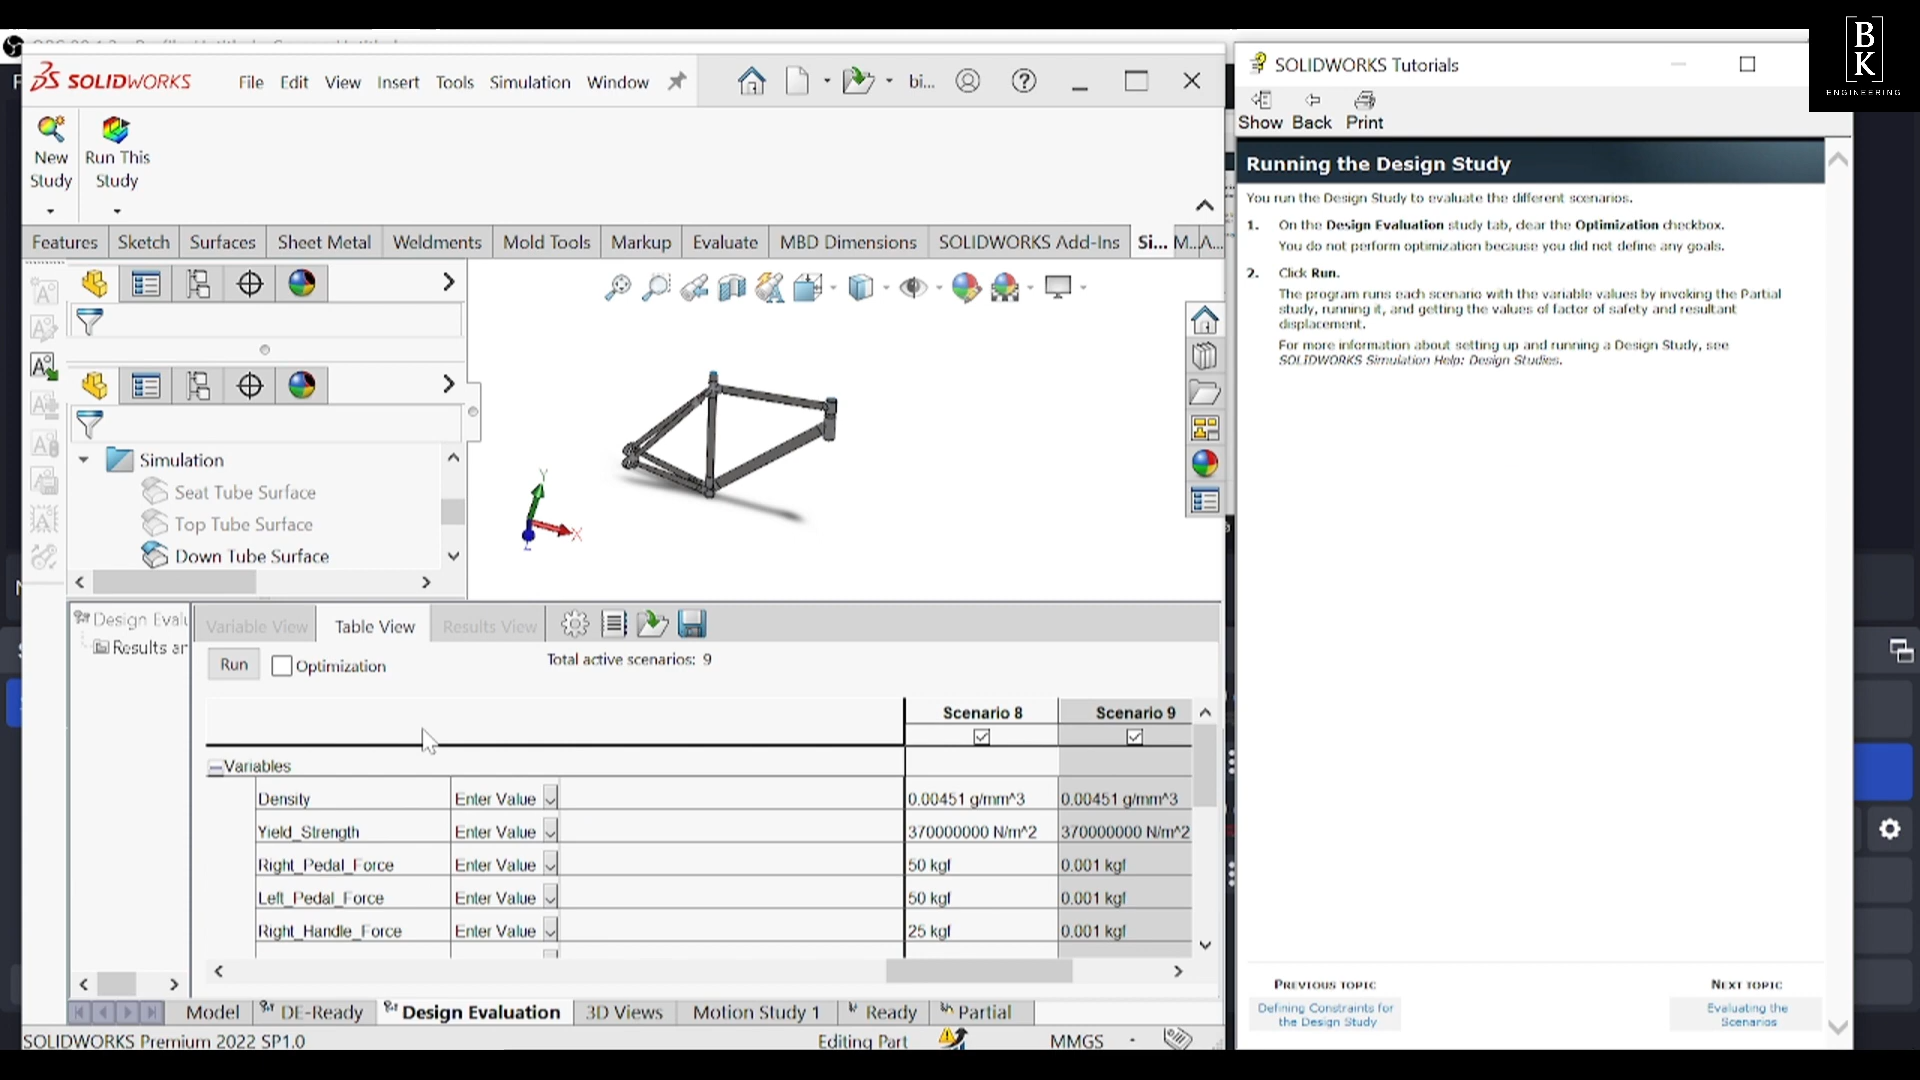 SOLIDWORKS
File Edit View Insert Tools Simulation Window
bi...
New Study
Run This Study
Features Sketch Surfaces Sheet Metal Weldments Mold Tools Markup Evaluate MBD Dimensions SOLIDWORKS Add-Ins Si... M... A...
Simulation
Seat Tube Surface
Top Tube Surface
Down Tube Surface
Y
X
Z
Design Evalu
Results ar
Variable View Table View Results View
Run Optimization Total active scenarios: 9
Scenario 8 Scenario 9
Variables
Density Enter Value 0.00451 g/mm^3 0.00451 g/mm^3
Yield_Strength Enter Value 370000000 N/m^2 370000000 N/m^2
Right_Pedal_Force Enter Value 50 kgf 0.001 kgf
Left_Pedal_Force Enter Value 50 kgf 0.001 kgf
Right_Handle_Force Enter Value 25 kgf 0.001 kgf
Model DE-Ready Design Evaluation 3D Views Motion Study 1 Ready Partial
SOLIDWORKS Premium 2022 SP1.0 Editing Part MMGS
SOLIDWORKS Tutorials
Show Back Print
Running the Design Study
You run the Design Study to evaluate the different scenarios.
1. On the Design Evaluation study tab, clear the Optimization checkbox.
You do not perform optimization because you did not define any goals.
2. Click Run.
The program runs each scenario with the variable values by invoking the Partial
study, running it, and getting the values of factor of safety and resultant
displacement.
For more information about setting up and running a Design Study, see
SOLIDWORKS Simulation Help: Design Studies.
PREVIOUS TOPIC
Defining Constraints for
the Design Study
NEXT TOPIC
Evaluating the
Scenarios
B
K
ENGINEERING